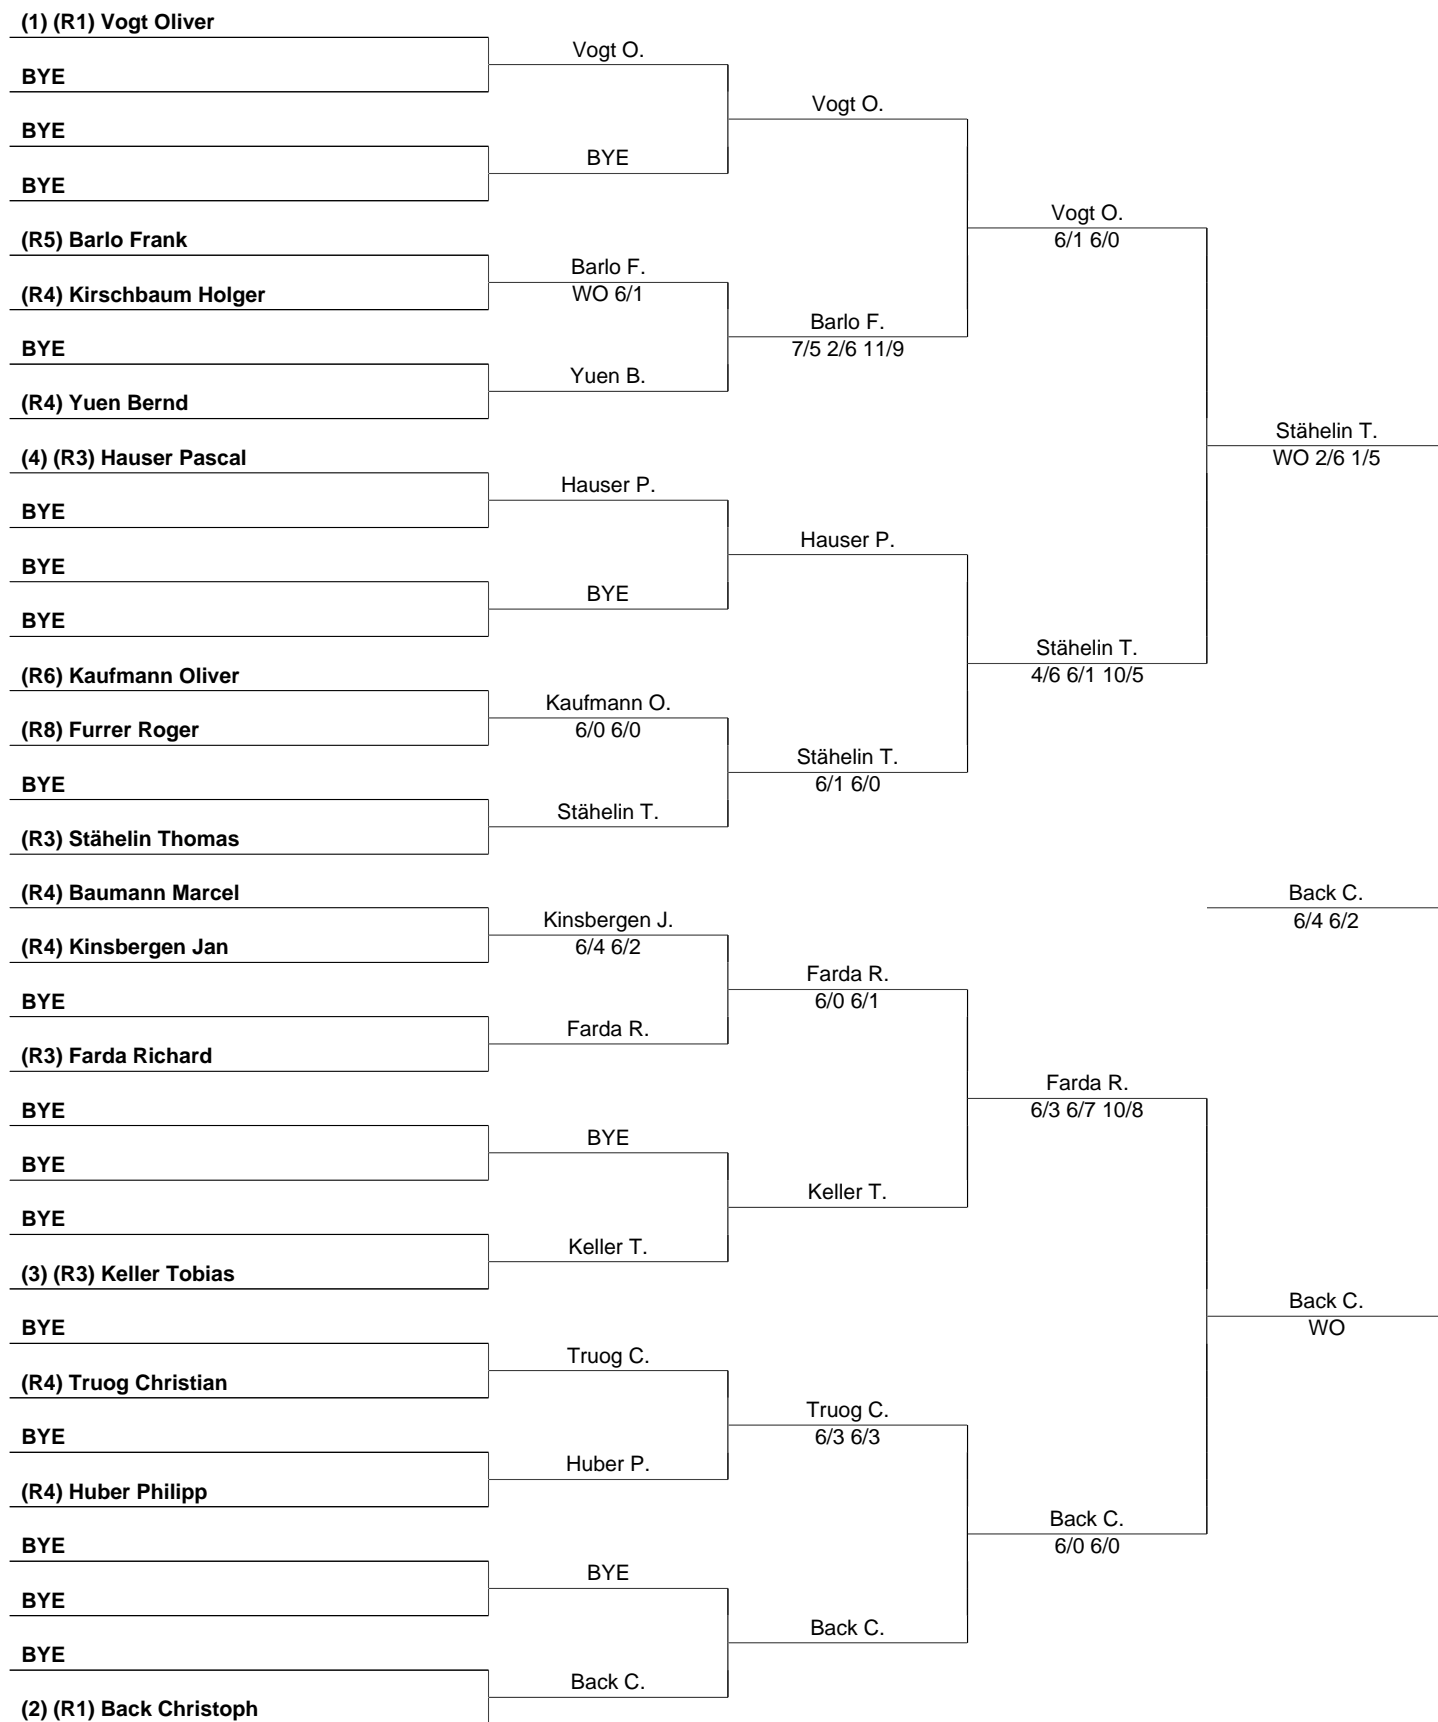 (1) (R1) Vogt Oliver
Vogt O.
BYE
Vogt O.
BYE
BYE
BYE
Vogt O.
6/1 6/0
(R5) Barlo Frank
Barlo F.
WO 6/1
(R4) Kirschbaum Holger
Barlo F.
7/5 2/6 11/9
BYE
Yuen B.
(R4) Yuen Bernd
Stähelin T.
WO 2/6 1/5
(4) (R3) Hauser Pascal
Hauser P.
BYE
Hauser P.
BYE
BYE
BYE
Stähelin T.
4/6 6/1 10/5
(R6) Kaufmann Oliver
Kaufmann O.
6/0 6/0
(R8) Furrer Roger
Stähelin T.
6/1 6/0
BYE
Stähelin T.
(R3) Stähelin Thomas
(R4) Baumann Marcel
Back C.
6/4 6/2
Kinsbergen J.
6/4 6/2
(R4) Kinsbergen Jan
Farda R.
6/0 6/1
BYE
Farda R.
(R3) Farda Richard
Farda R.
6/3 6/7 10/8
BYE
BYE
BYE
Keller T.
BYE
Keller T.
(3) (R3) Keller Tobias
Back C.
WO
BYE
Truog C.
(R4) Truog Christian
Truog C.
6/3 6/3
BYE
Huber P.
(R4) Huber Philipp
Back C.
6/0 6/0
BYE
BYE
BYE
Back C.
BYE
Back C.
(2) (R1) Back Christoph